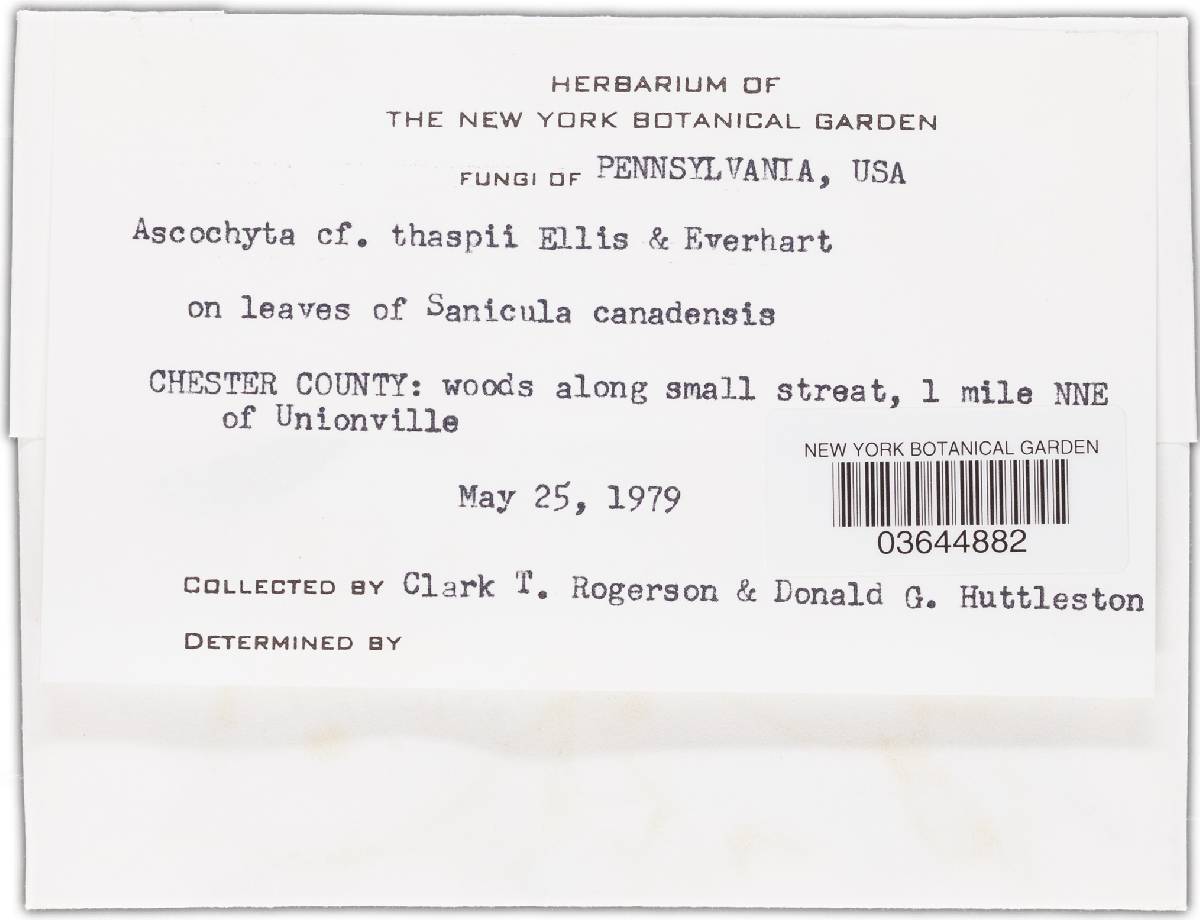 HERBARIUM OF
THE NEW YORK BOTANICAL GARDEN
FUNGI OF PENNSYLVANIA, USA
Ascochyta cf. thaspii Ellis & Everhart
on leaves of Sanicula canadensis
CHESTER COUNTY: woods along small streat, 1 mile NNE
of Unionville
NEW YORK BOTANICAL GARDEN
May 25, 1979
03644882
COLLECTED BY Clark T. Rogerson & Donald G. Huttleston
DETERMINED BY